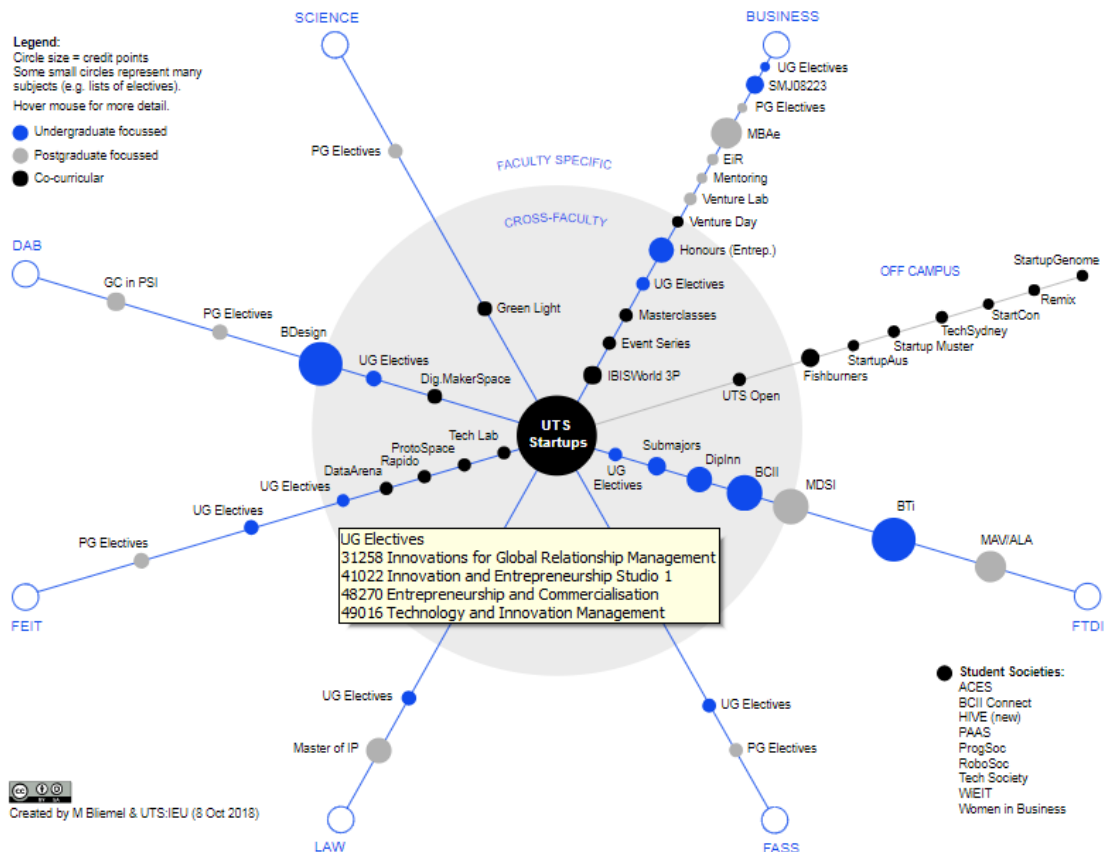 SCIENCE
BUSINESS
Legend:
Circle size = credit points
Some small circles represent many
subjects (e.g. lists of electives).
Hover mouse for more detail.
Undergraduate focussed
Postgraduate focussed
Co-curricular
UG Electives
SMJ08223
PG Electives
MBAe
EiR
Mentoring
Venture Lab
Venture Day
Honours (Entrep.)
UG Electives
Masterclasses
Event Series
IBISWorld 3P
PG Electives
Green Light
FACULTY SPECIFIC
CROSS-FACULTY
DAB
GC in PSI
PG Electives
BDesign
UG Electives
Dig.MakerSpace
OFF CAMPUS
StartupGenome
Remix
StartCon
TechSydney
Startup Muster
StartupAus
Fishburners
UTS Open
UTS
Startups
Tech Lab
ProtoSpace
Rapido
DataArena
UG Electives
UG Electives
PG Electives
FEIT
UG
Electives
Submajors
DipInn
BCII
MDSI
BTi
MAV/ALA
FTDI
UG Electives
31258 Innovations for Global Relationship Management
41022 Innovation and Entrepreneurship Studio 1
48270 Entrepreneurship and Commercialisation
49016 Technology and Innovation Management
UG Electives
Master of IP
LAW
UG Electives
PG Electives
FASS
Student Societies:
ACES
BCII Connect
HIVE (new)
PAAS
ProgSoc
RoboSoc
Tech Society
WiEIT
Women in Business
cc
BY SA
Created by M Bliemel & UTS:IEU (8 Oct 2018)